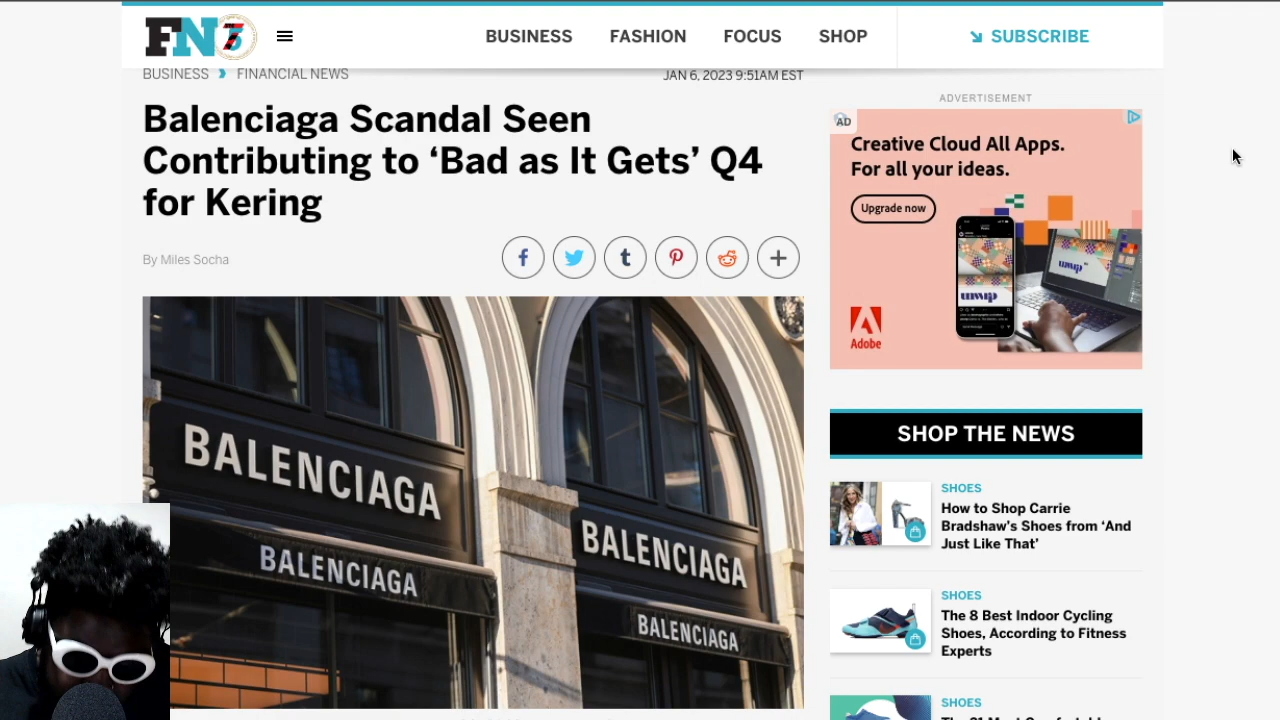 FN
BUSINESS
FASHION
FOCUS
SHOP
SUBSCRIBE
BUSINESS
FINANCIAL NEWS
JAN 6, 2023 9:51AM EST
Balenciaga Scandal Seen
Contributing to ‘Bad as It Gets’ Q4
for Kering
By Miles Socha
BALENCIAGA
BALENCIAGA
BALENCIAGA
BALENCIAGA
ADVERTISEMENT
AD
Creative Cloud All Apps.
For all your ideas.
Upgrade now
Adobe
SHOP THE NEWS
SHOES
How to Shop Carrie
Bradshaw’s Shoes from ‘And
Just Like That’
SHOES
The 8 Best Indoor Cycling
Shoes, According to Fitness
Experts
SHOES